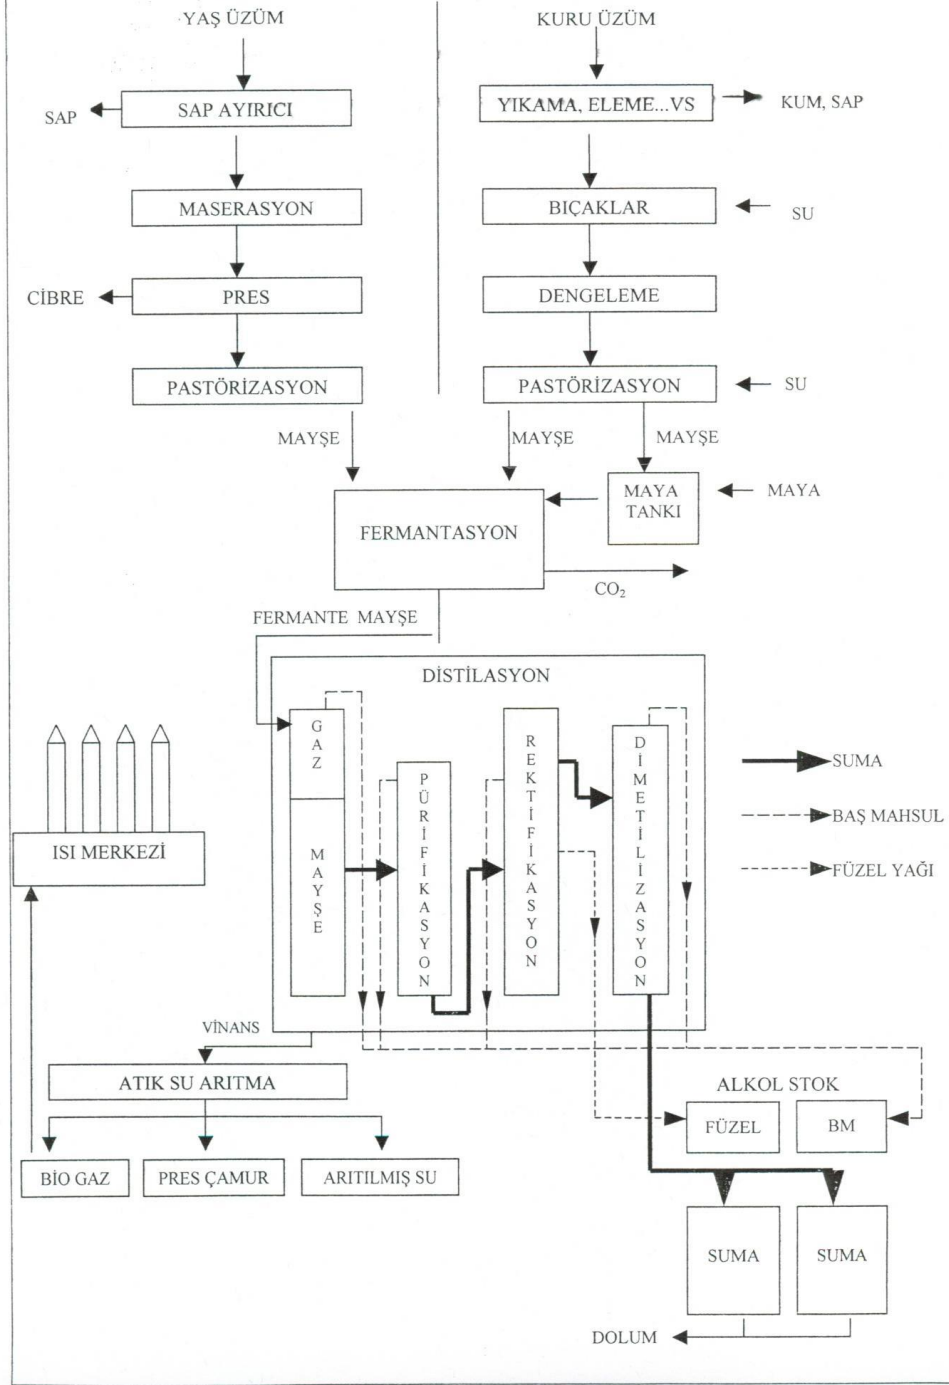 YAŞ ÜZÜM
KURU ÜZÜM
SAP
SAP AYIRICI
YIKAMA, ELEME...VS
KUM, SAP
MASERASYON
BIÇAKLAR
SU
CİBRE
PRES
DENGELEME
PASTÖRİZASYON
PASTÖRİZASYON
SU
MAYŞE
MAYŞE
MAYŞE
FERMANTASYON
MAYA
TANKI
MAYA
CO₂
FERMANTE MAYŞE
DİSTİLASYON
GAZ
MAYŞE
PÜRİFİKASYON
REKTİFİKASYON
DİMETİLİZASYON
SUMA
BAŞ MAHSUL
FÜZEL YAĞI
ISI MERKEZİ
VİNANS
ATIK SU ARITMA
BİO GAZ
PRES ÇAMUR
ARITILMIŞ SU
ALKOL STOK
FÜZEL
BM
SUMA
SUMA
DOLUM